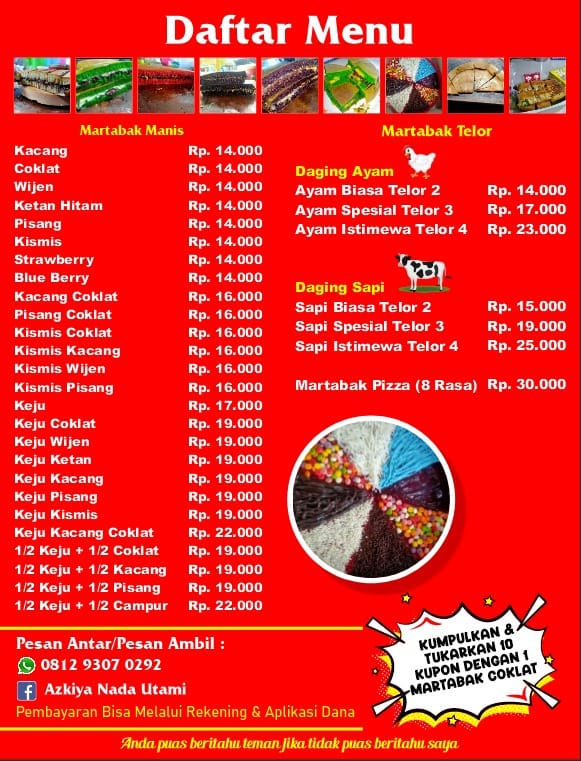 Daftar Menu
Martabak Manis
Kacang Rp. 14.000
Coklat Rp. 14.000
Wijen Rp. 14.000
Ketan Hitam Rp. 14.000
Pisang Rp. 14.000
Kismis Rp. 14.000
Strawberry Rp. 14.000
Blue Berry Rp. 14.000
Kacang Coklat Rp. 16.000
Pisang Coklat Rp. 16.000
Kismis Coklat Rp. 16.000
Kismis Kacang Rp. 16.000
Kismis Wijen Rp. 16.000
Kismis Pisang Rp. 16.000
Keju Rp. 17.000
Keju Coklat Rp. 19.000
Keju Wijen Rp. 19.000
Keju Ketan Rp. 19.000
Keju Kacang Rp. 19.000
Keju Pisang Rp. 19.000
Keju Kismis Rp. 19.000
Keju Kacang Coklat Rp. 22.000
1/2 Keju + 1/2 Coklat Rp. 19.000
1/2 Keju + 1/2 Kacang Rp. 19.000
1/2 Keju + 1/2 Pisang Rp. 19.000
1/2 Keju + 1/2 Campur Rp. 22.000
Martabak Telor
Daging Ayam
Ayam Biasa Telor 2 Rp. 14.000
Ayam Spesial Telor 3 Rp. 17.000
Ayam Istimewa Telor 4 Rp. 23.000
Daging Sapi
Sapi Biasa Telor 2 Rp. 15.000
Sapi Spesial Telor 3 Rp. 19.000
Sapi Istimewa Telor 4 Rp. 25.000
Martabak Pizza (8 Rasa) Rp. 30.000
KUMPULKAN &
TUKARKAN 10
KUPON DENGAN 1
MARTABAK COKLAT
Pesan Antar/Pesan Ambil :
0812 9307 0292
Azkiya Nada Utami
Pembayaran Bisa Melalui Rekening & Aplikasi Dana
Anda puas beritahu teman jika tidak puas beritahu saya